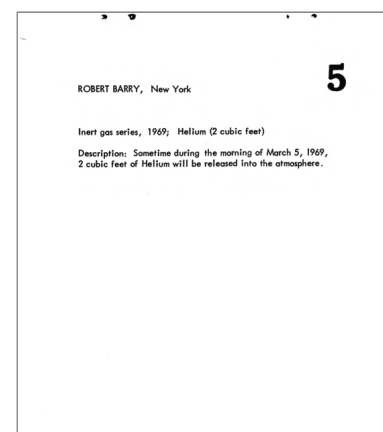 5
ROBERT BARRY, New York
Inert gas series, 1969; Helium (2 cubic feet)
Description: Sometime during the morning of March 5, 1969,
2 cubic feet of Helium will be released into the atmosphere.